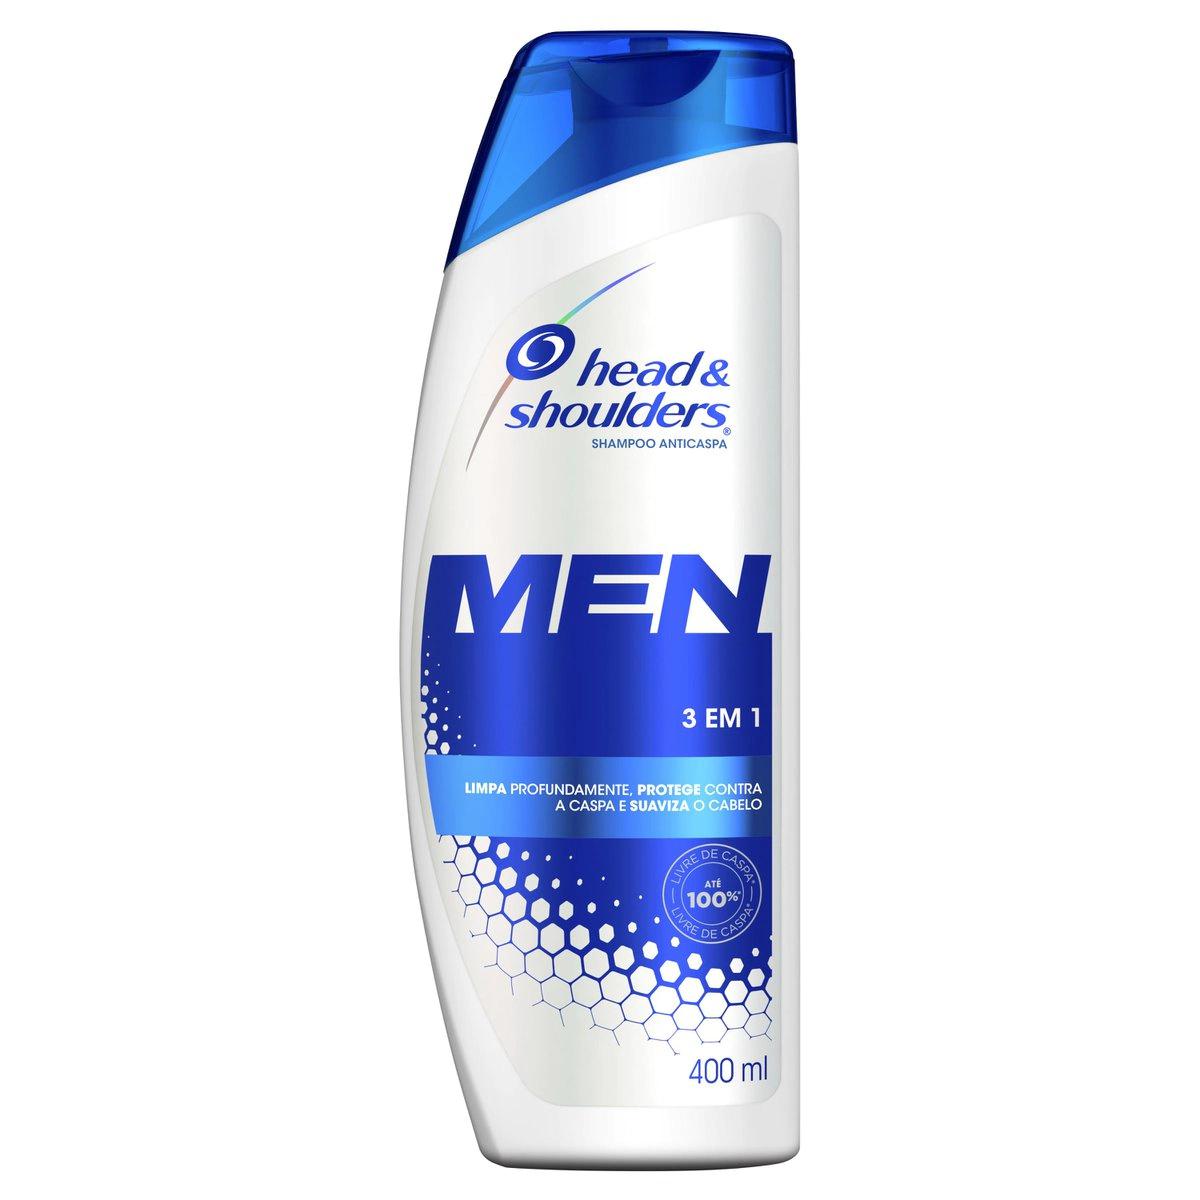 head &
shoulders®
SHAMPOO ANTICASPA
MEN
3 EM 1
LIMPA PROFUNDAMENTE, PROTEGE CONTRA
A CASPA E SUAVIZA O CABELO
LIVRE DE CASPA*
ATÉ
100%*
LIVRE DE CASPA*
400 ml